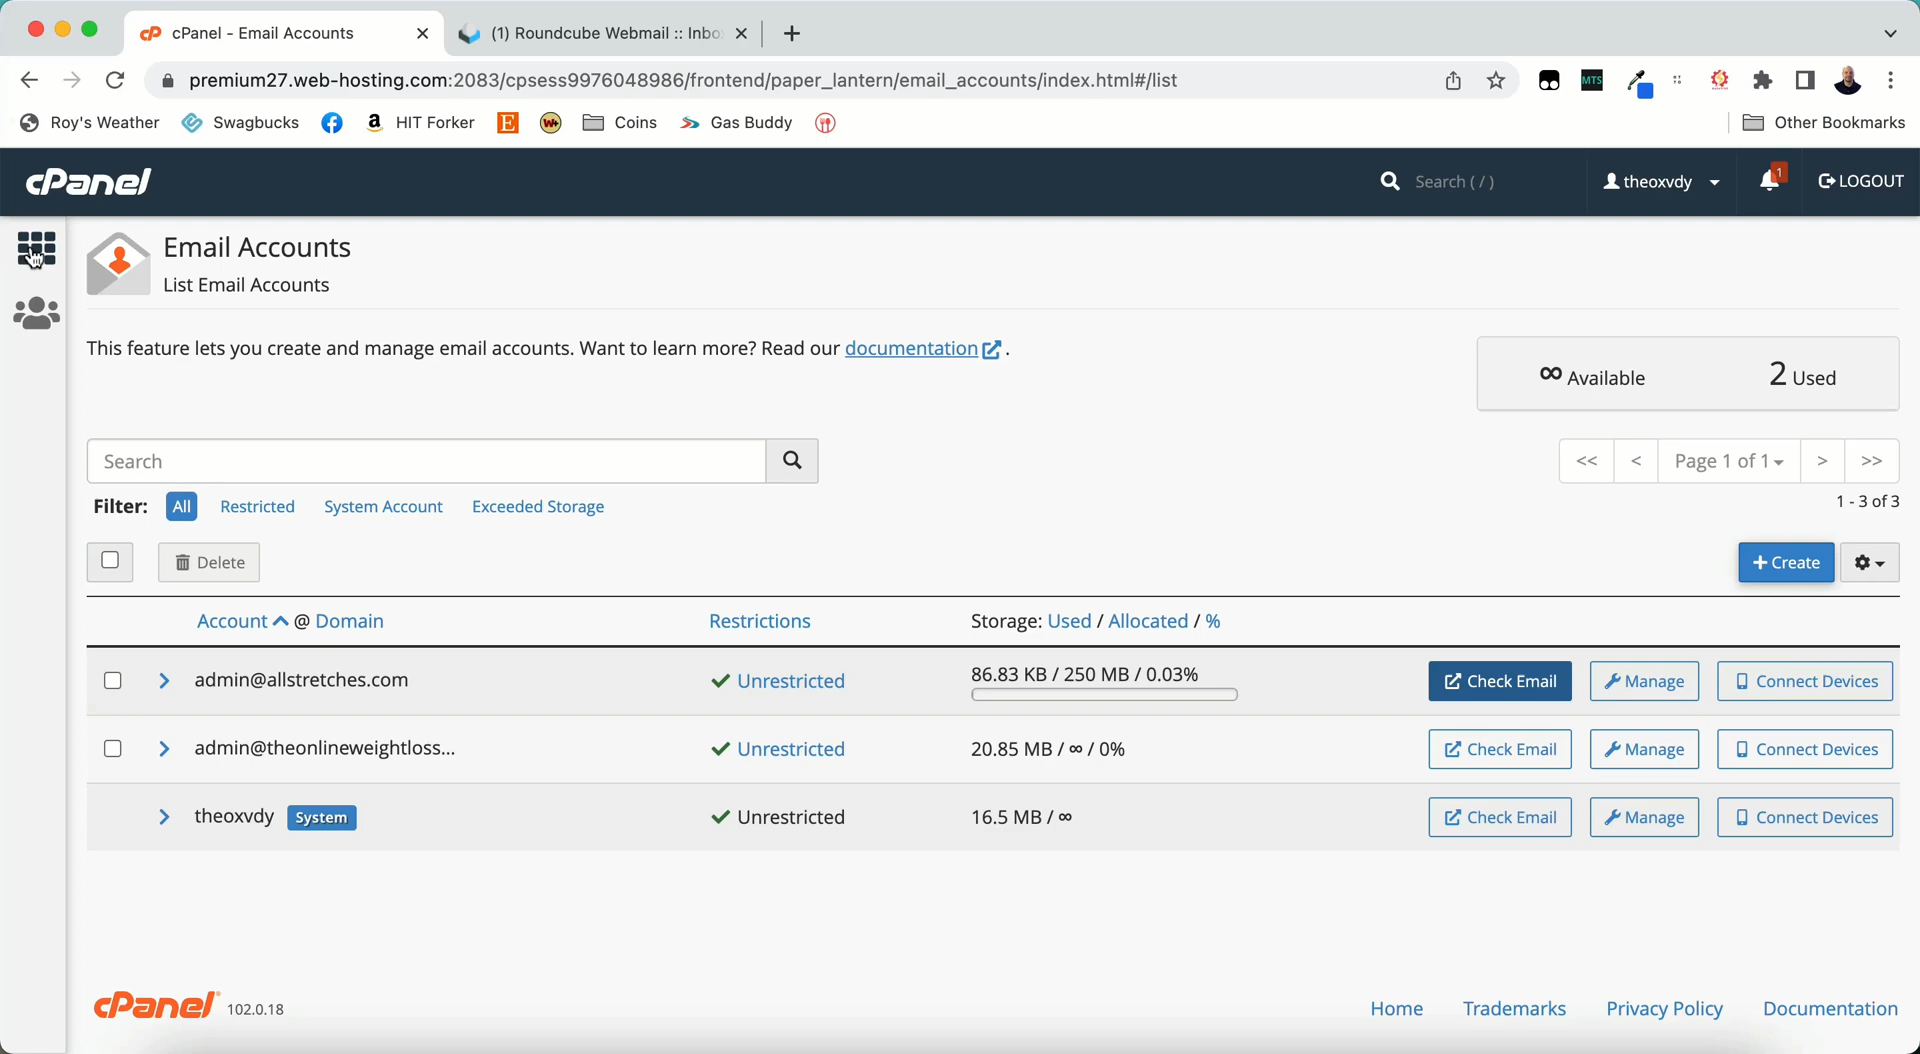 cPanel - Email Accounts
(1) Roundcube Webmail :: Inbo
premium27.web-hosting.com:2083/cpsess9976048986/frontend/paper_lantern/email_accounts/index.html#/list
MTS
Roy's Weather
Swagbucks
HIT Forker
E
W+
Coins
Gas Buddy
Other Bookmarks
cPanel
Search ( / )
theoxvdy
1
LOGOUT
Email Accounts
List Email Accounts
This feature lets you create and manage email accounts. Want to learn more? Read our documentation .
∞ Available
2 Used
Search
<< < Page 1 of 1 > >>
Filter: All Restricted System Account Exceeded Storage
1 - 3 of 3
Delete
+ Create
Account @ Domain
Restrictions
Storage: Used / Allocated / %
admin@allstretches.com
Unrestricted
86.83 KB / 250 MB / 0.03%
Check Email
Manage
Connect Devices
admin@theonlineweightloss...
Unrestricted
20.85 MB / ∞ / 0%
Check Email
Manage
Connect Devices
theoxvdy System
Unrestricted
16.5 MB / ∞
Check Email
Manage
Connect Devices
cPanel 102.0.18
Home
Trademarks
Privacy Policy
Documentation